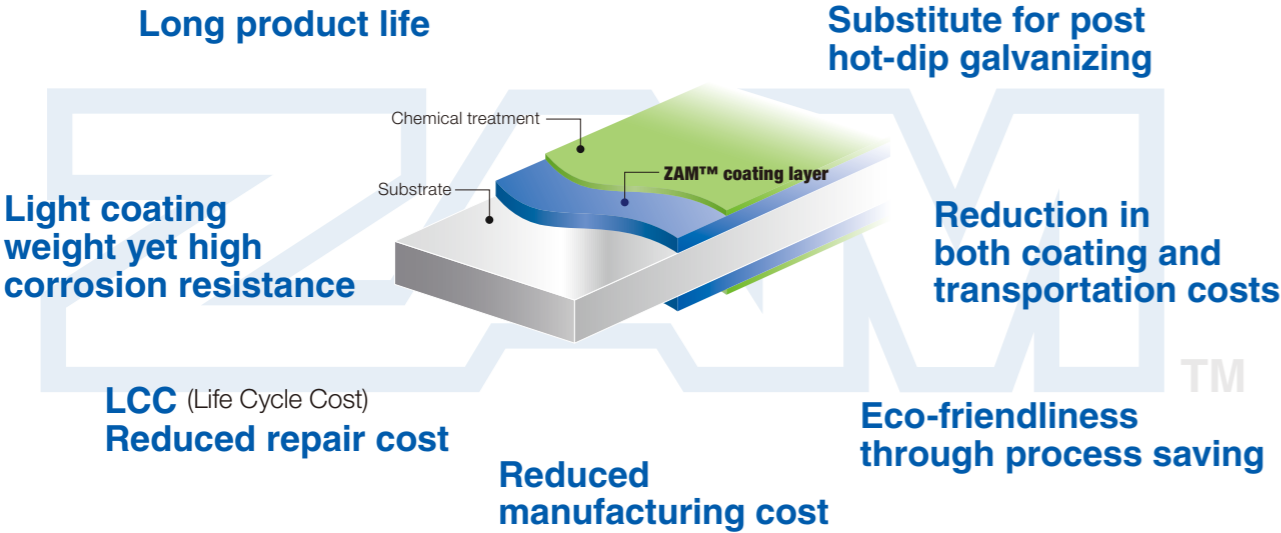 Long product life
Substitute for post
hot-dip galvanizing
Chemical treatment
ZAM™ coating layer
Substrate
Light coating
weight yet high
corrosion resistance
Reduction in
both coating and
transportation costs
ZAM
TM
LCC (Life Cycle Cost)
Reduced repair cost
Eco-friendliness
through process saving
Reduced
manufacturing cost